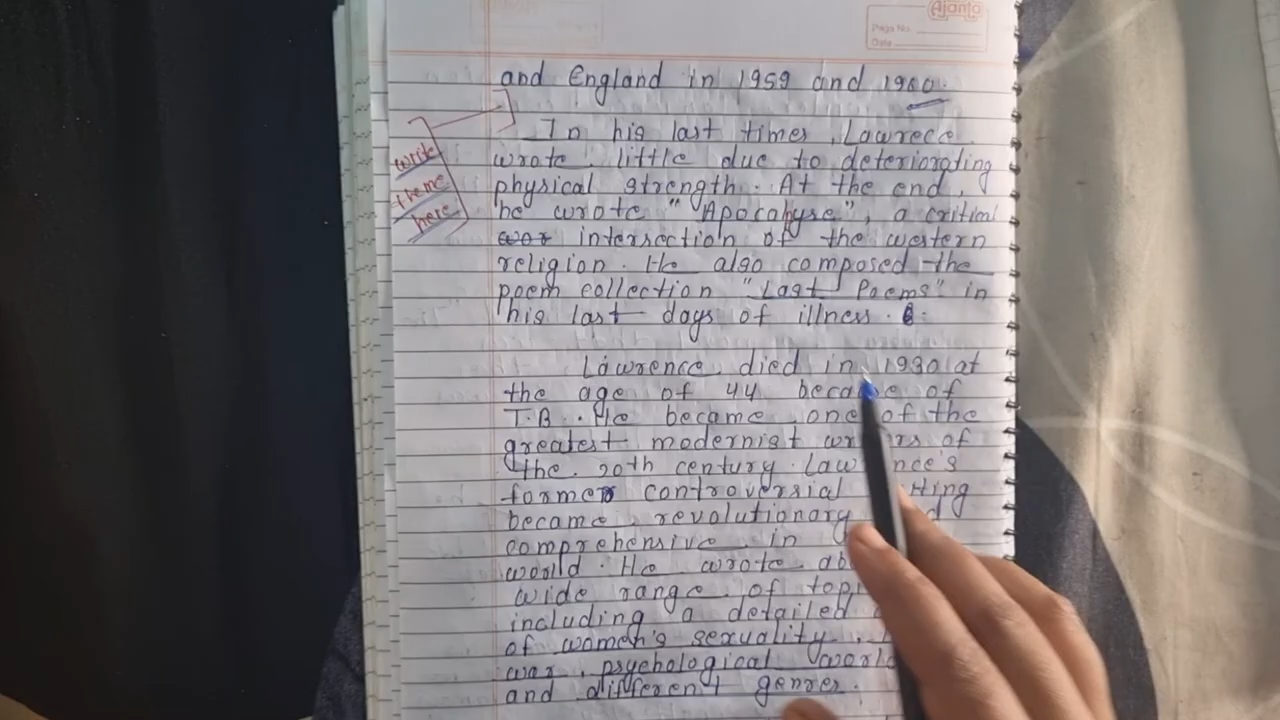 Ajanta
Page No.
Date
and England in 1959 and 1960.
In his last times, Lawrece
wrote little due to deteriorating
physical strength. At the end,
he wrote "Apocalypse", a critical
intersection of the western
religion. He also composed the
poem collection "Last Poems" in
his last days of illness.
write
theme
here
Lawrence died in 1930 at
the age of 44 because of
T.B.. He became one of the
greatest modernist of
the 20th century.
former controversial
became revolutionary
comprehensive in
world. He wrote
wide range of
including a detailed
of women's sexuality,
war, psychological
and different genres.